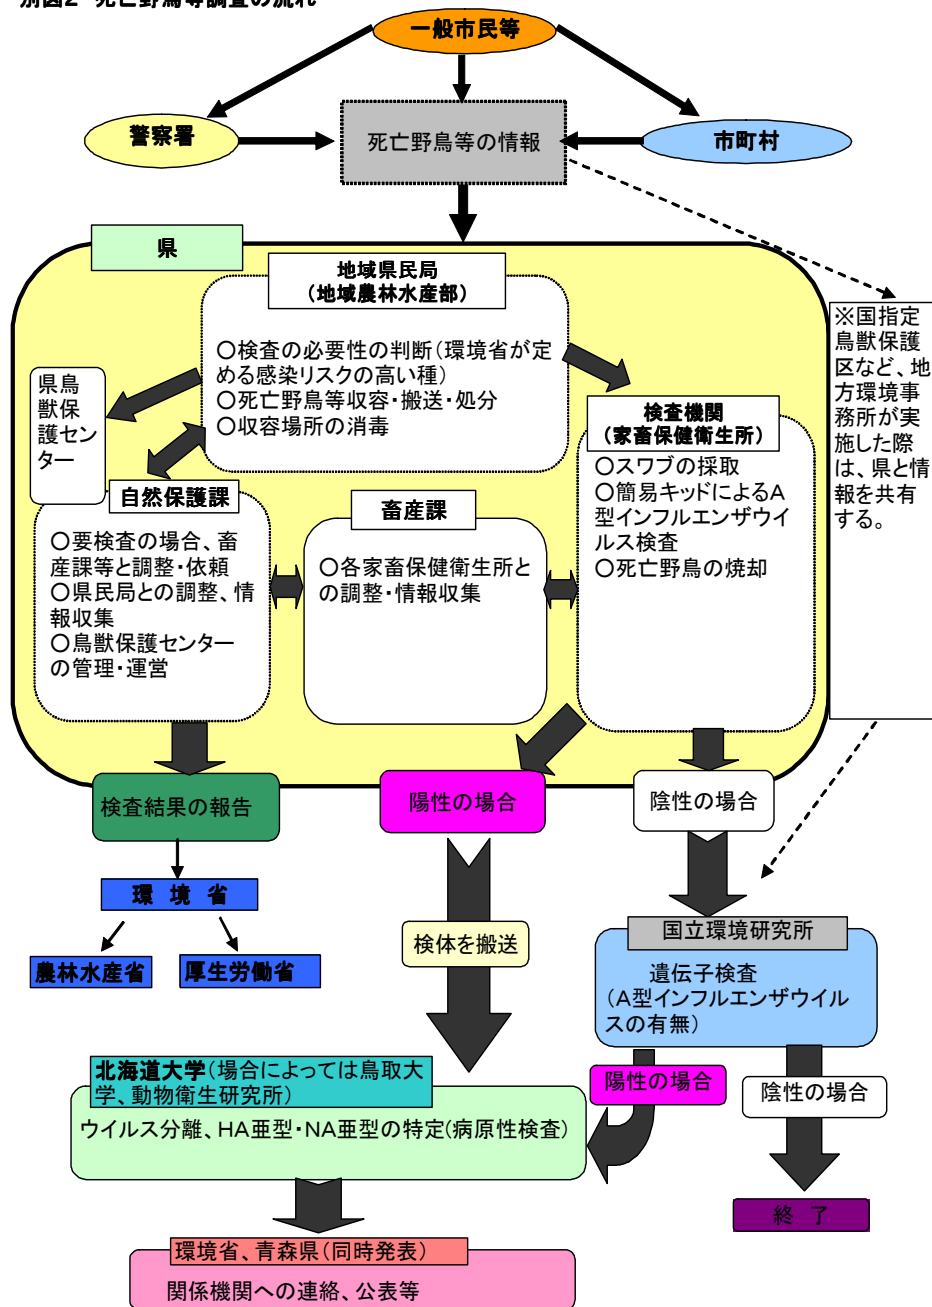 別図2 死亡野鳥等調査の流れ
一般市民等
警察署
死亡野鳥等の情報
市町村
県
地域県民局
(地域農林水産部)
○検査の必要性の判断(環境省が定
める感染リスクの高い種)
○死亡野鳥等収容・搬送・処分
○収容場所の消毒
県鳥
獣保
護セン
ター
※国指定
鳥獣保護
区など、地
方環境事
務所が実
施した際
は、県と情
報を共有
する。
検査機関
(家畜保健衛生所)
○スワブの採取
○簡易キッドによるA
型インフルエンザウイ
ルス検査
○死亡野鳥の焼却
自然保護課
○要検査の場合、畜
産課等と調整・依頼
○県民局との調整、情
報収集
○鳥獣保護センター
の管理・運営
畜産課
○各家畜保健衛生所と
の調整・情報収集
検査結果の報告
陽性の場合
陰性の場合
環 境 省
農林水産省
厚生労働省
検体を搬送
国立環境研究所
遺伝子検査
(A型インフルエンザウイル
スの有無)
北海道大学(場合によっては鳥取大
学、動物衛生研究所)
ウイルス分離、HA亜型・NA亜型の特定(病原性検査)
陽性の場合
陰性の場合
終 了
環境省、青森県(同時発表)
関係機関への連絡、公表等